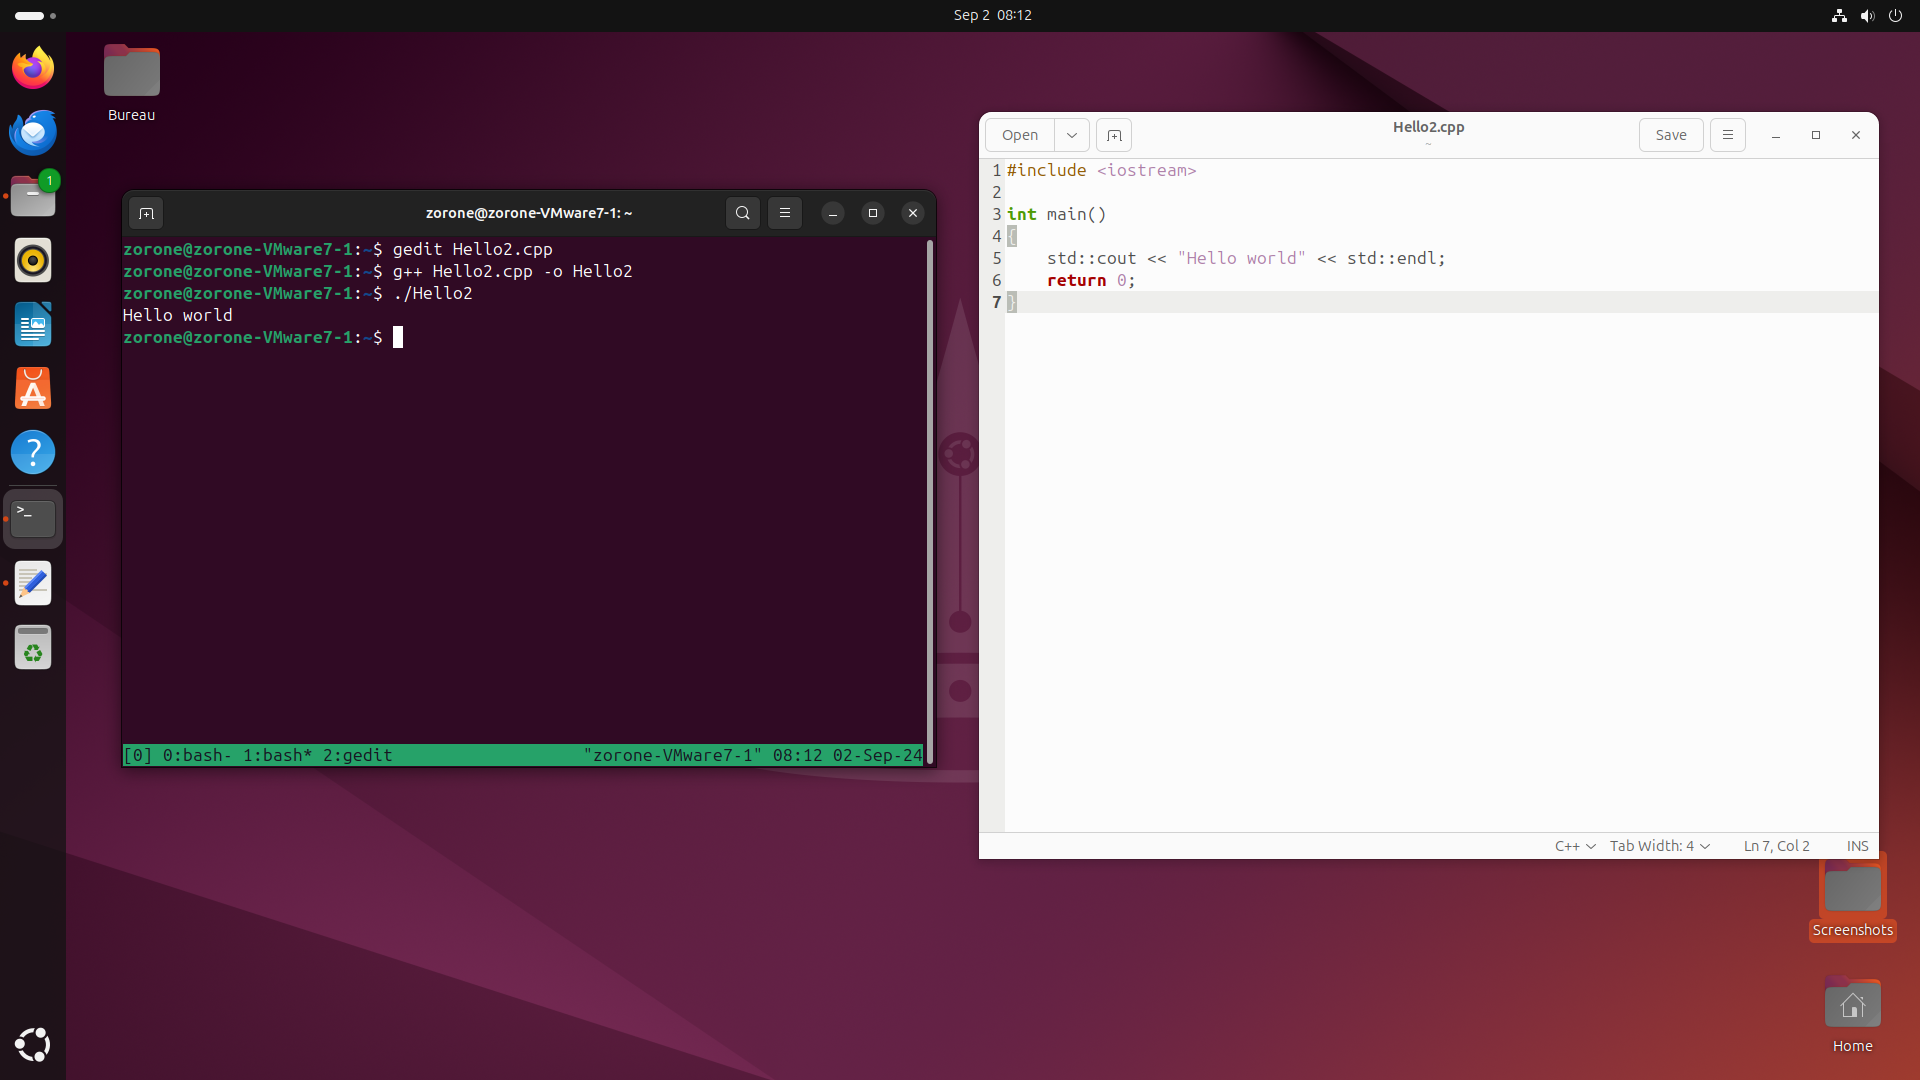 Sep 2  08:12
Bureau
1
Open
Hello2.cpp
~
Save
1 #include <iostream>
2
3 int main()
4 {
5     std::cout << "Hello world" << std::endl;
6     return 0;
7 }
C++
Tab Width: 4
Ln 7, Col 2
INS
zorone@zorone-VMware7-1: ~
zorone@zorone-VMware7-1:~$ gedit Hello2.cpp
zorone@zorone-VMware7-1:~$ g++ Hello2.cpp -o Hello2
zorone@zorone-VMware7-1:~$ ./Hello2
Hello world
zorone@zorone-VMware7-1:~$
[0] 0:bash- 1:bash* 2:gedit "zorone-VMware7-1" 08:12 02-Sep-24
>_
Screenshots
Home